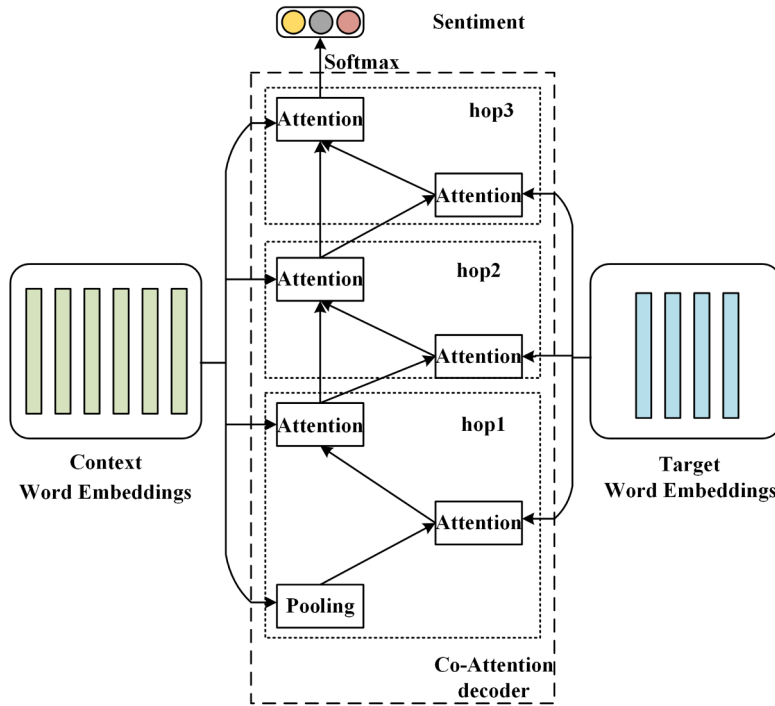 Sentiment
Softmax
Attention
hop3
Attention
Attention
hop2
Attention
Attention
hop1
Context
Word Embeddings
Target
Word Embeddings
Attention
Pooling
Co-Attention
decoder